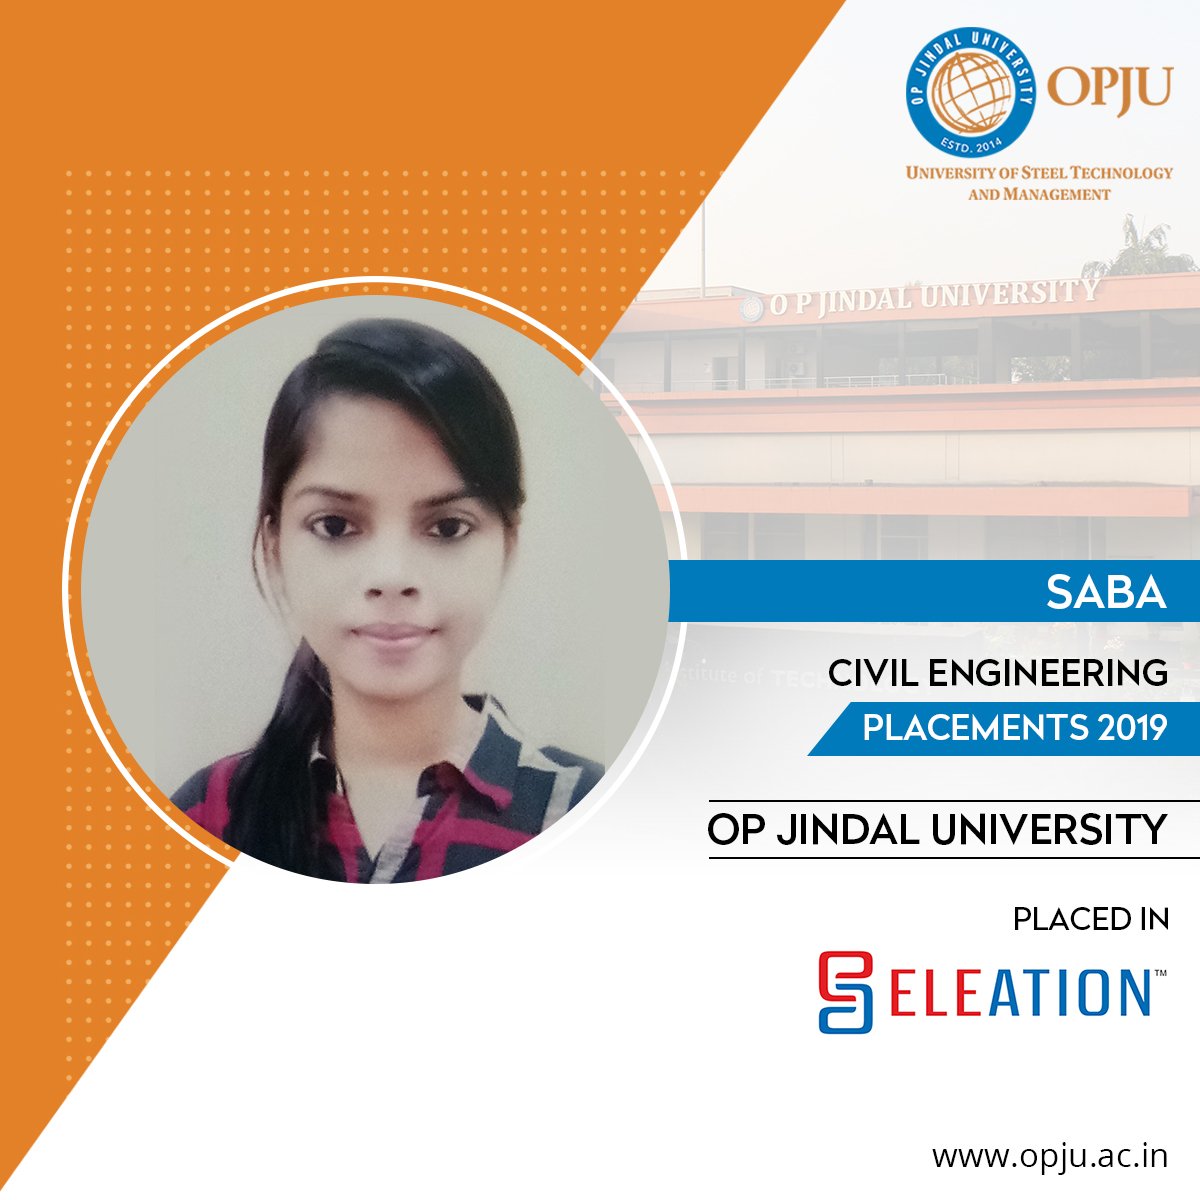 OP JINDAL UNIVERSITY
ESTD. 2014
OPJU
UNIVERSITY OF STEEL TECHNOLOGY
AND MANAGEMENT
O P JINDAL UNIVERSITY
SABA
CIVIL ENGINEERING
PLACEMENTS 2019
OP JINDAL UNIVERSITY
PLACED IN
ELEATION™
www.opju.ac.in